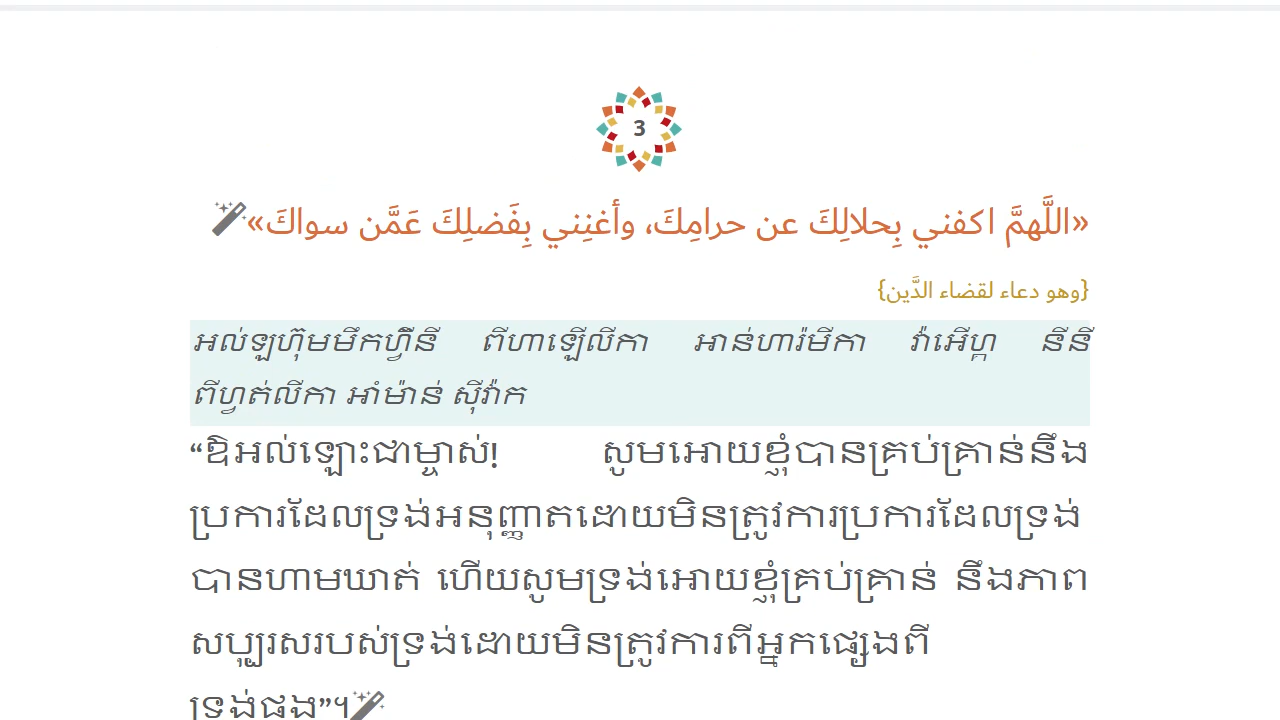 3
«اللَّهمَّ اكفني بِحلالِكَ عن حرامِكَ، وأغنِني بِفَضلِكَ عَمَّن سواكَ»
{وهو دعاء لقضاء الدَّين}
អល់ឡហ៊ុមមឹកហ្វ៊ីនី ពីហាឡើលីកា អាន់ហារ៉មីកា វ៉ាអើហ្គ នីនី
ពីហ្វត់លីកា អាំម៉ាន់ ស៊ីវ៉ាក
“ឱអល់ឡោះជាម្ចាស់! សូមអោយខ្ញុំបានគ្រប់គ្រាន់នឹង
ប្រការដែលទ្រង់អនុញ្ញាតដោយមិនត្រូវការប្រការដែលទ្រង់
បានហាមឃាត់ ហើយសូមទ្រង់អោយខ្ញុំគ្រប់គ្រាន់ នឹងភាព
សប្បុរសរបស់ទ្រង់ដោយមិនត្រូវការពីអ្នកផ្សេងពី
ទ្រង់ផង”។